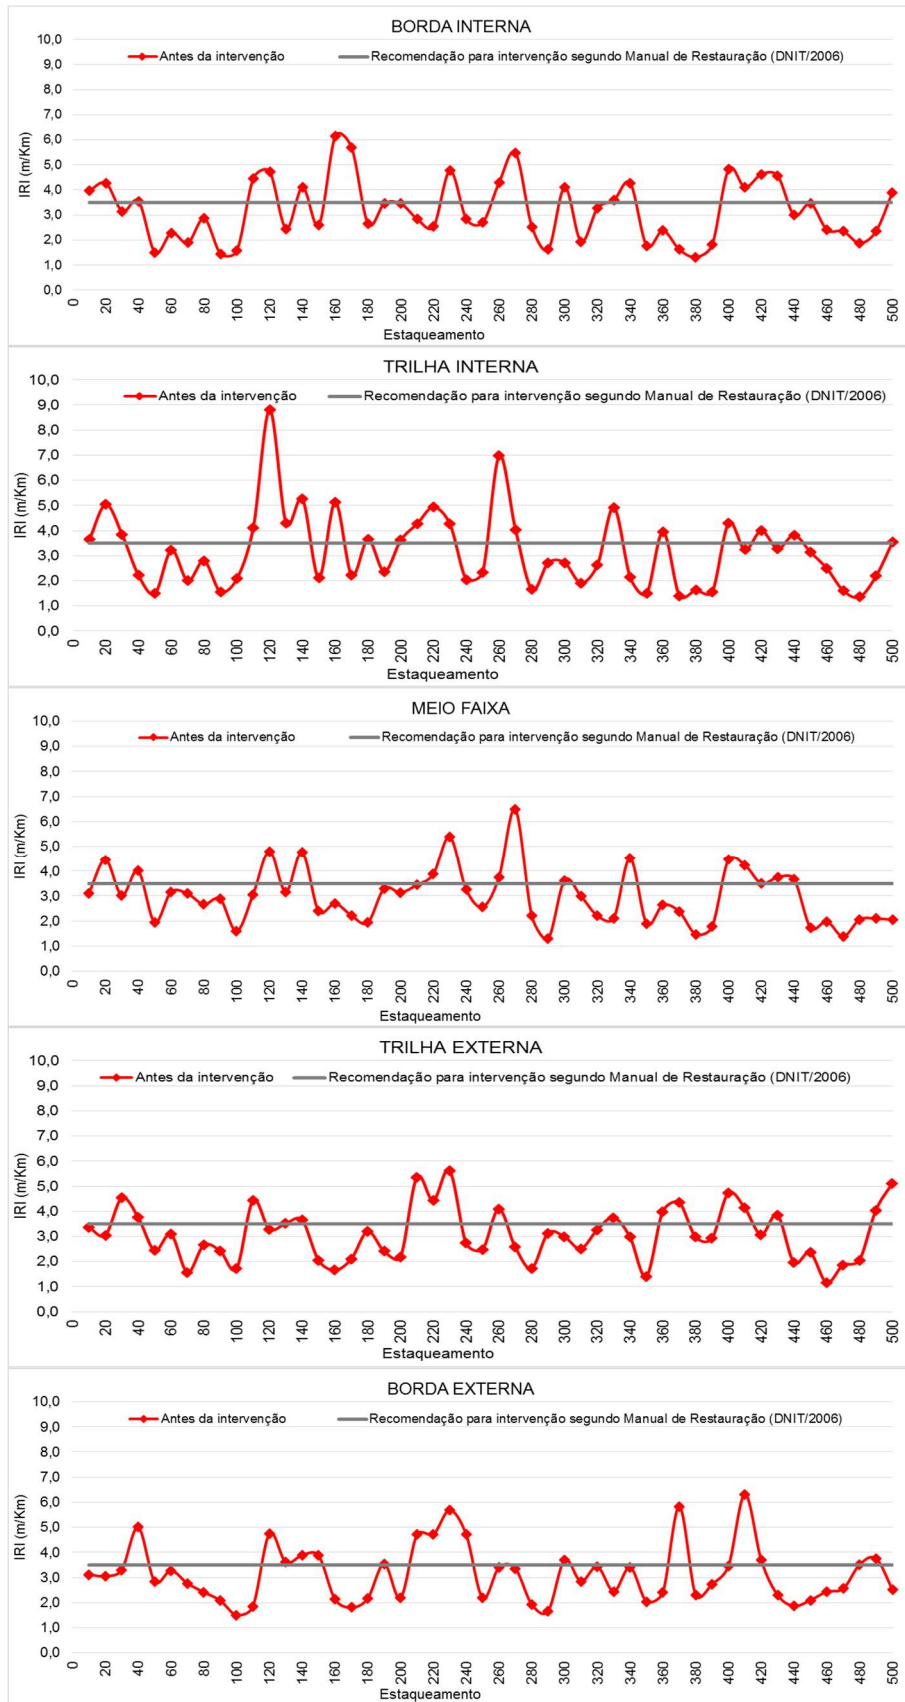 BORDA INTERNA
Antes da intervenção Recomendação para intervenção segundo Manual de Restauração (DNIT/2006)
IRI (m/Km)
10,0
9,0
8,0
7,0
6,0
5,0
4,0
3,0
2,0
1,0
0,0
0 20 40 60 80 100 120 140 160 180 200 220 240 260 280 300 320 340 360 380 400 420 440 460 480 500
Estaqueamento
TRILHA INTERNA
Antes da intervenção Recomendação para intervenção segundo Manual de Restauração (DNIT/2006)
IRI (m/Km)
10,0
9,0
8,0
7,0
6,0
5,0
4,0
3,0
2,0
1,0
0,0
0 20 40 60 80 100 120 140 160 180 200 220 240 260 280 300 320 340 360 380 400 420 440 460 480 500
Estaqueamento
MEIO FAIXA
Antes da intervenção Recomendação para intervenção segundo Manual de Restauração (DNIT/2006)
IRI (m/Km)
10,0
9,0
8,0
7,0
6,0
5,0
4,0
3,0
2,0
1,0
0,0
0 20 40 60 80 100 120 140 160 180 200 220 240 260 280 300 320 340 360 380 400 420 440 460 480 500
Estaqueamento
TRILHA EXTERNA
Antes da intervenção Recomendação para intervenção segundo Manual de Restauração (DNIT/2006)
IRI (m/Km)
10,0
9,0
8,0
7,0
6,0
5,0
4,0
3,0
2,0
1,0
0,0
0 20 40 60 80 100 120 140 160 180 200 220 240 260 280 300 320 340 360 380 400 420 440 460 480 500
Estaqueamento
BORDA EXTERNA
Antes da intervenção Recomendação para intervenção segundo Manual de Restauração (DNIT/2006)
IRI (m/Km)
10,0
9,0
8,0
7,0
6,0
5,0
4,0
3,0
2,0
1,0
0,0
0 20 40 60 80 100 120 140 160 180 200 220 240 260 280 300 320 340 360 380 400 420 440 460 480 500
Estaqueamento